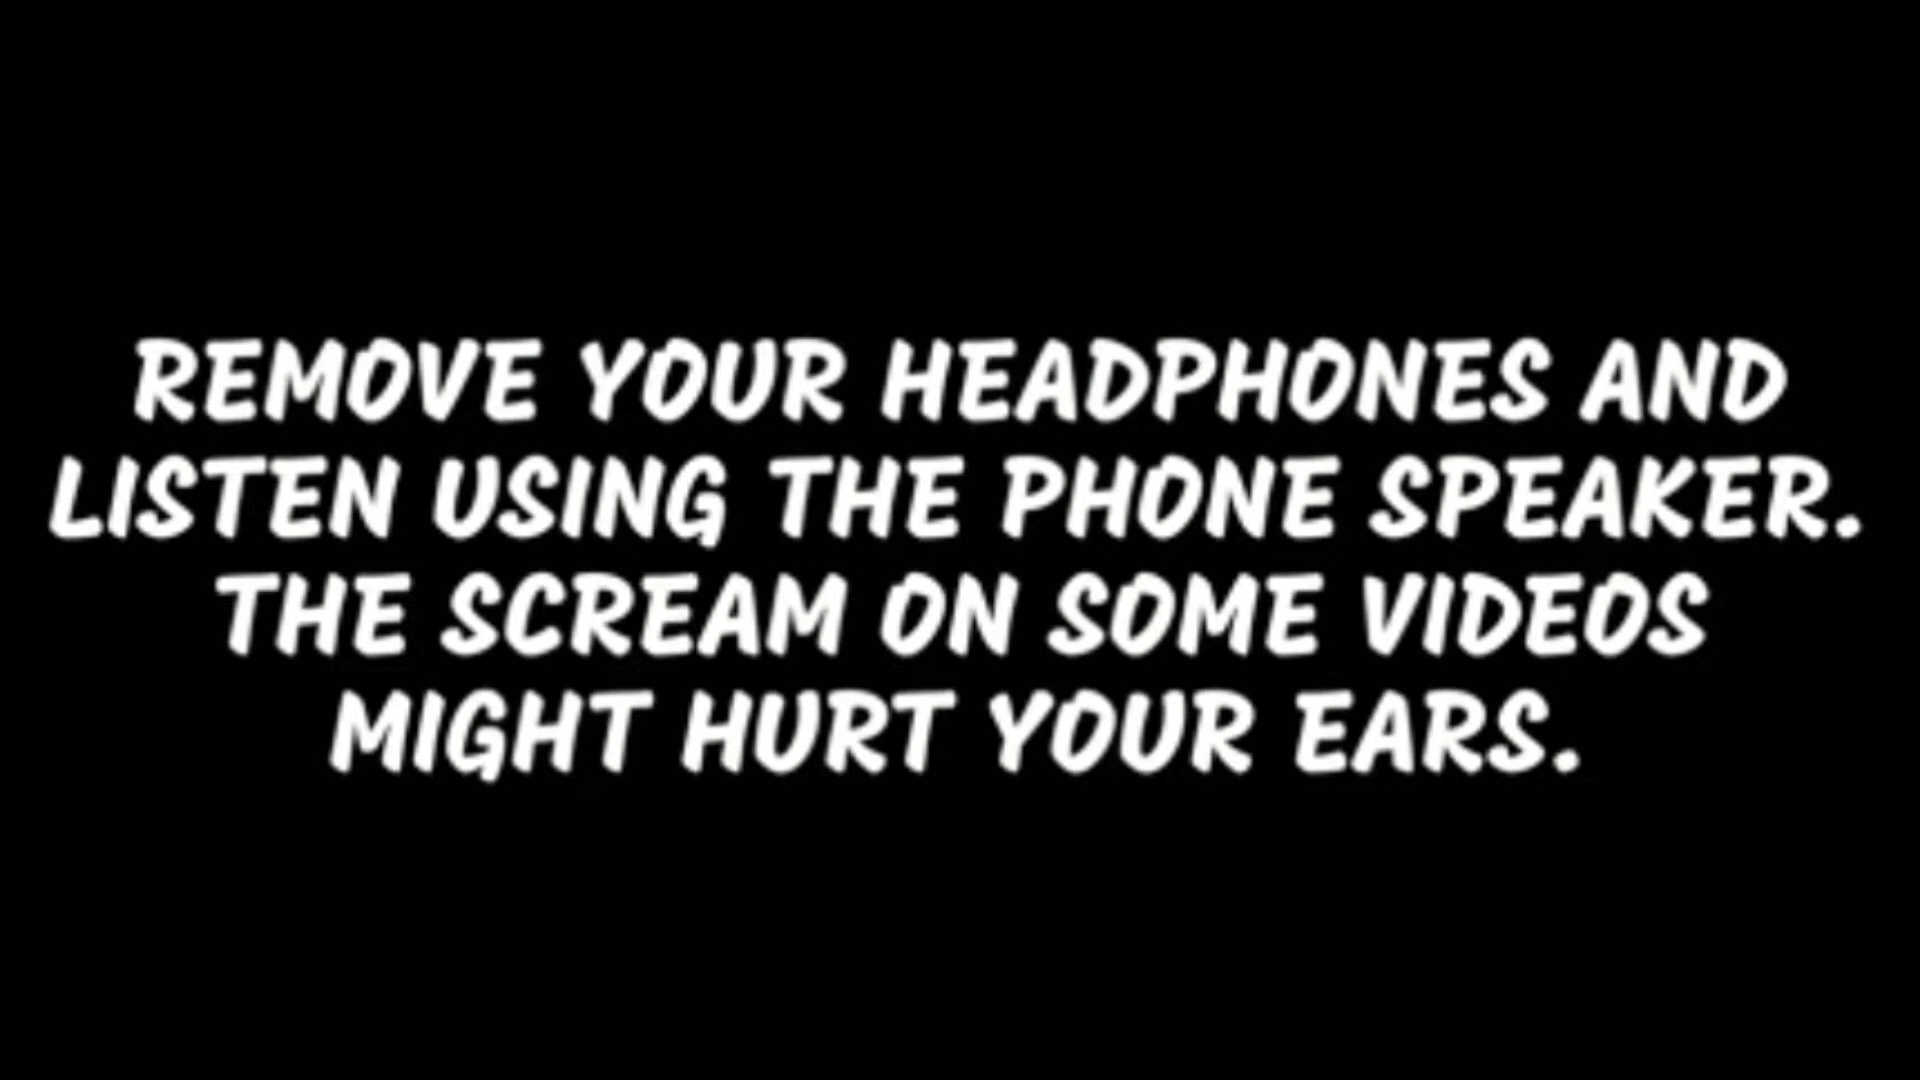 REMOVE YOUR HEADPHONES AND
LISTEN USING THE PHONE SPEAKER.
THE SCREAM ON SOME VIDEOS
MIGHT HURT YOUR EARS.